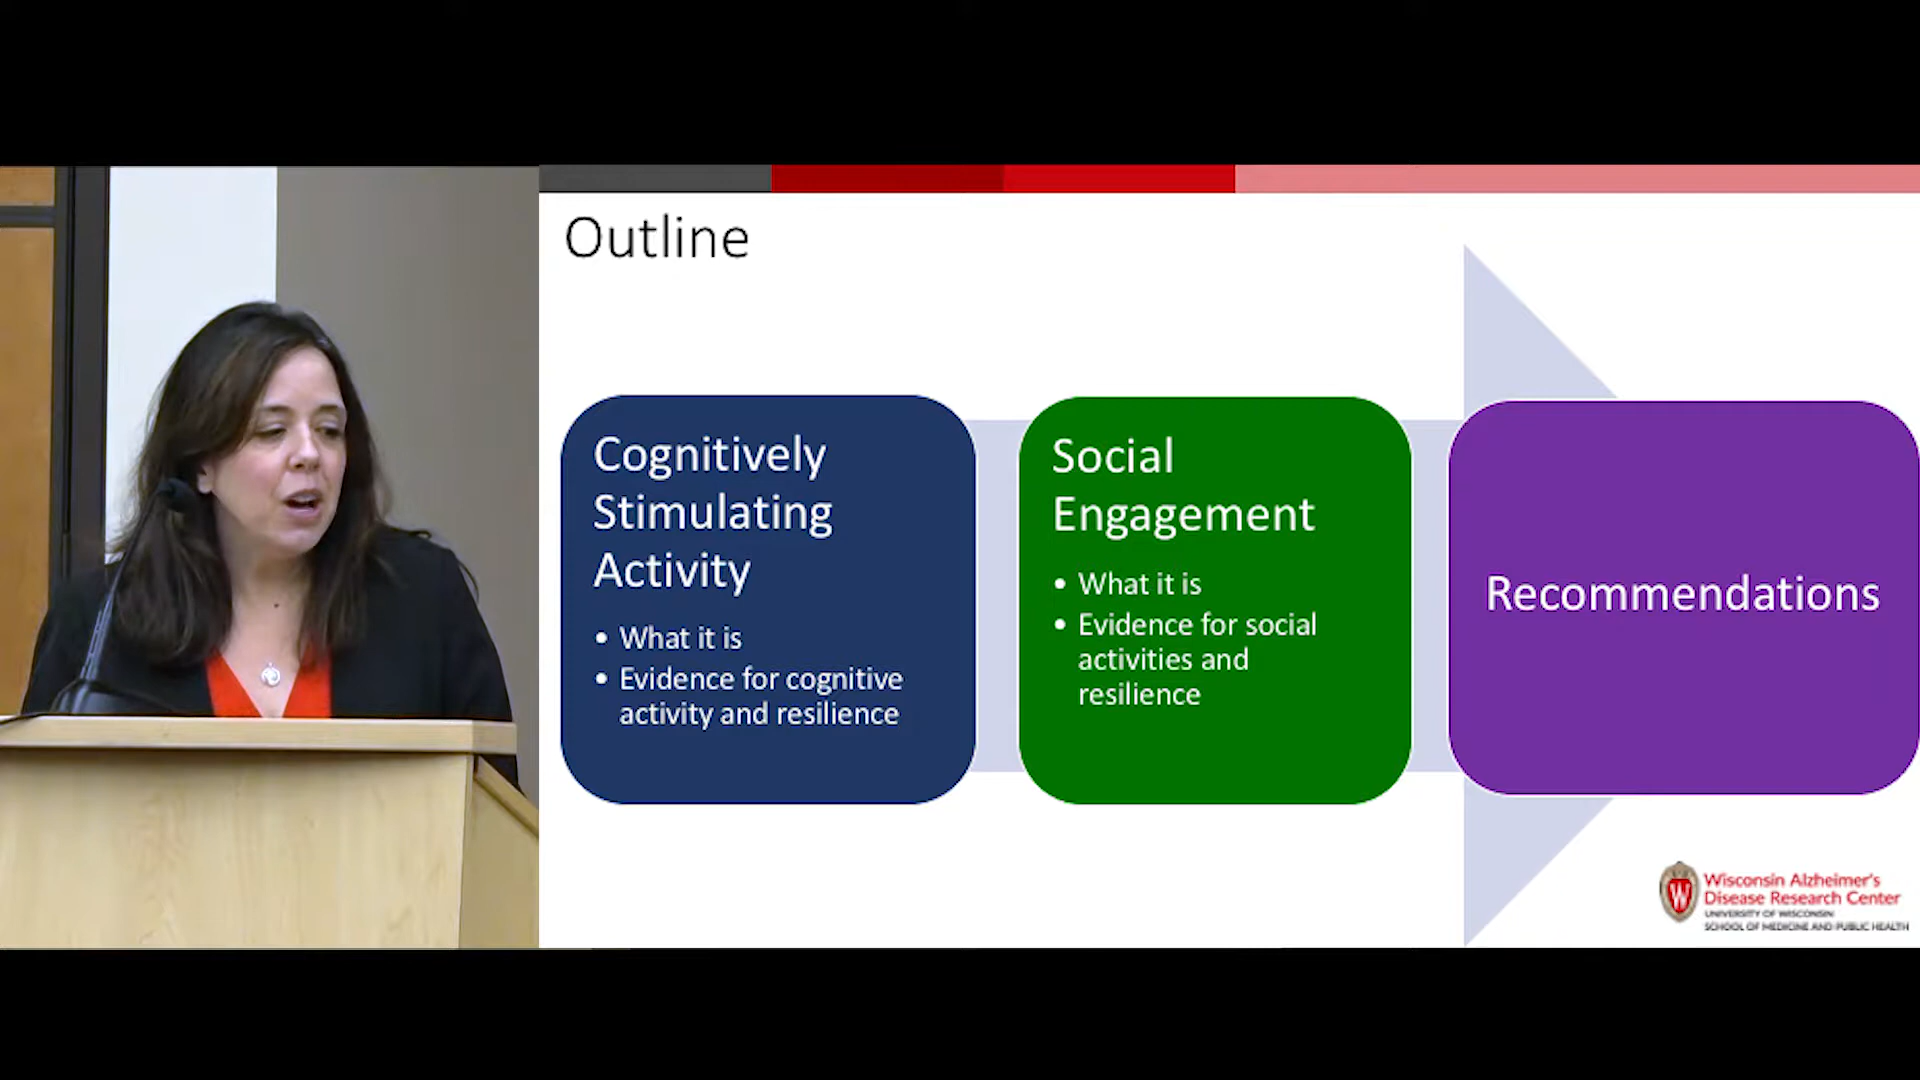 Outline
Cognitively
Stimulating
Activity
• What it is
• Evidence for cognitive
activity and resilience
Social
Engagement
• What it is
• Evidence for social
activities and
resilience
Recommendations
W
Wisconsin Alzheimer's
Disease Research Center
UNIVERSITY OF WISCONSIN
SCHOOL OF MEDICINE AND PUBLIC HEALTH